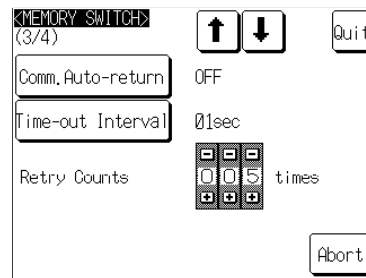 <MEMORY SWITCH>
(3/4)
Quit
Comm.Auto-return OFF
Time-out Interval 01sec
Retry Counts 005 times
Abort